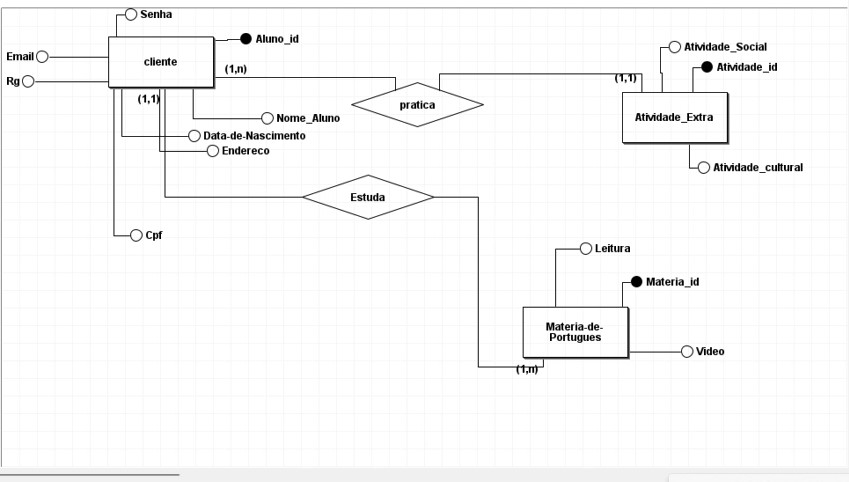 Senha
Aluno_id
Email
cliente
Rg
(1,n)
(1,1)
Nome_Aluno
Data-de-Nascimento
Endereco
Cpf
pratica
(1,1)
Atividade_Social
Atividade_id
Atividade_Extra
Atividade_cultural
Estuda
Leitura
Materia_id
Materia-de-
Portugues
Video
(1,n)